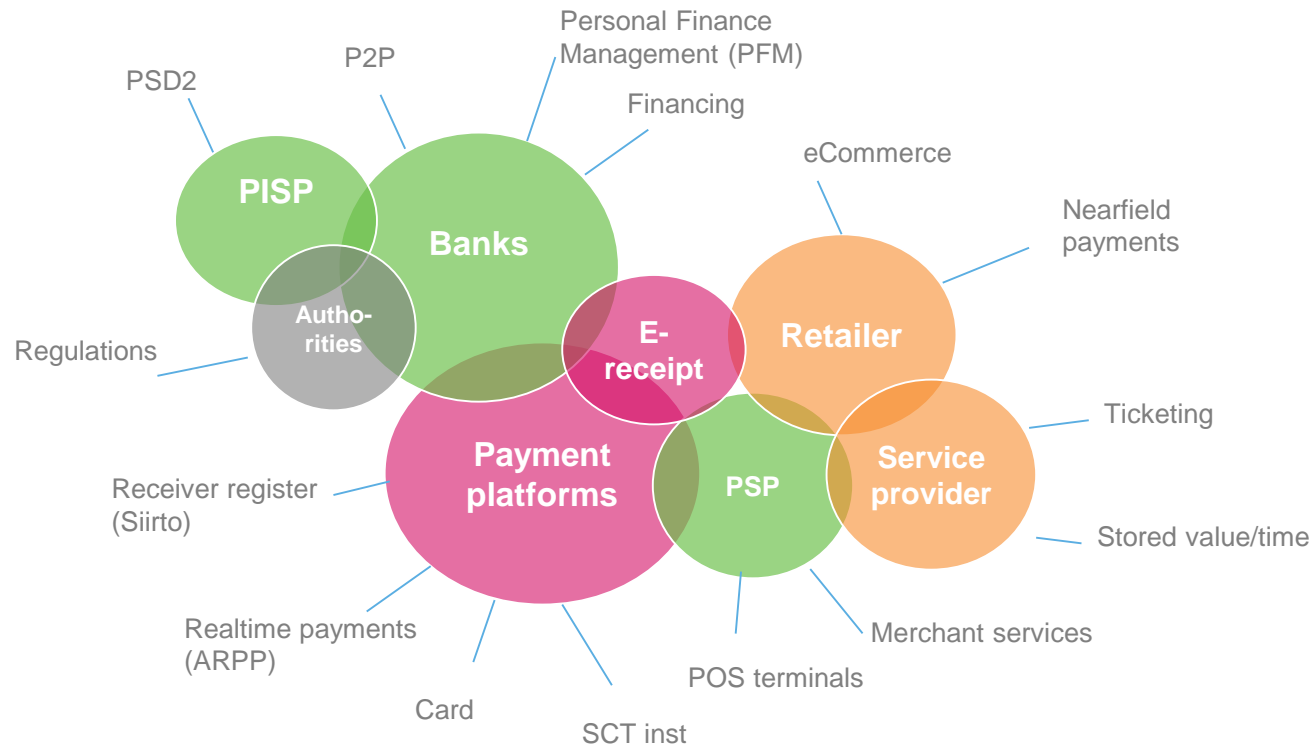 Personal Finance
Management (PFM)
P2P
PSD2
Financing
eCommerce
Nearfield
payments
PISP
Banks
Autho-
rities
E-
receipt
Retailer
Regulations
Ticketing
Payment
platforms
PSP
Service
provider
Receiver register
(Siirto)
Stored value/time
Realtime payments
(ARPP)
Merchant services
POS terminals
Card
SCT inst